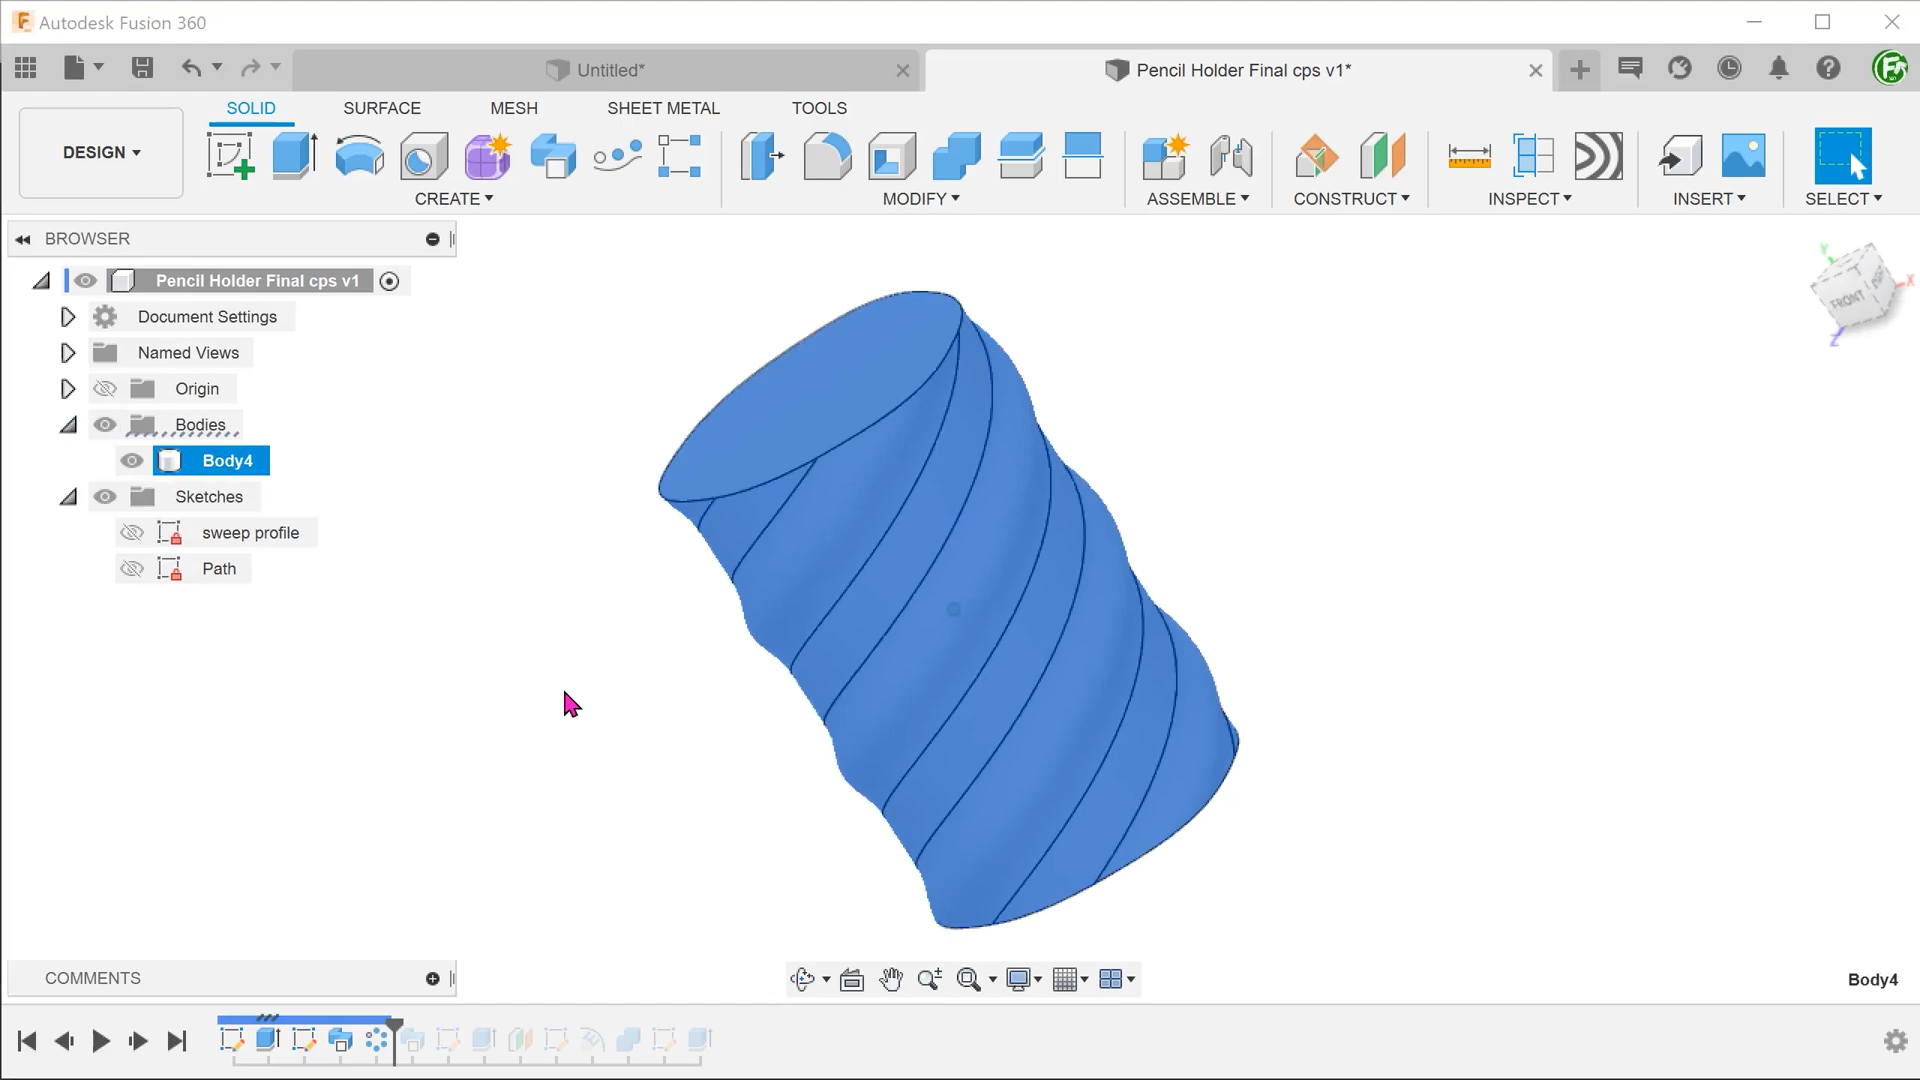 Autodesk Fusion 360
Untitled*
Pencil Holder Final cps v1*
SOLID SURFACE MESH SHEET METAL TOOLS
DESIGN
CREATE MODIFY ASSEMBLE CONSTRUCT INSPECT INSERT SELECT
BROWSER
Pencil Holder Final cps v1
Document Settings
Named Views
Origin
Bodies
Body4
Sketches
sweep profile
Path
Y
X
FRONT
Z
COMMENTS
Body4